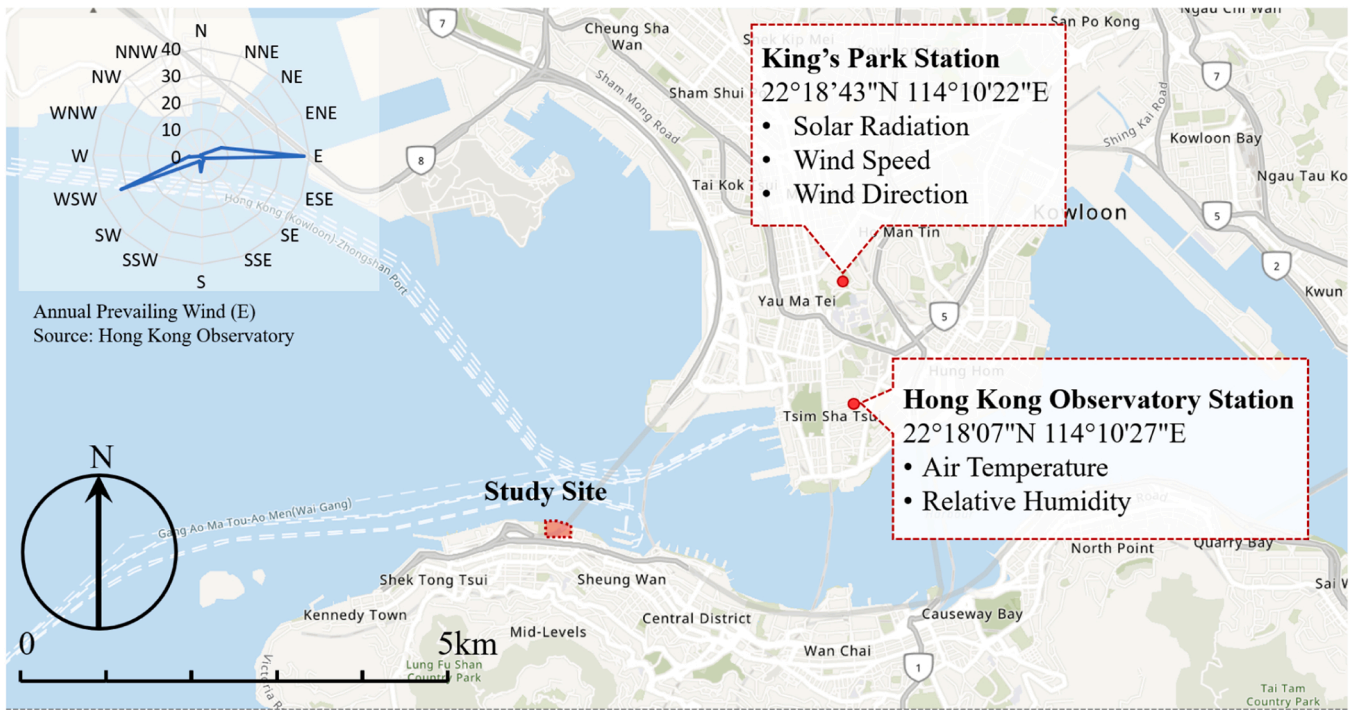 N
NNW
NNE
NW
NE
WNW
ENE
W
E
WSW
ESE
SW
SE
SSW
SSE
S
40
30
20
10
0
Annual Prevailing Wind (E)
Source: Hong Kong Observatory
King’s Park Station
22°18’43"N 114°10'22"E
• Solar Radiation
• Wind Speed
• Wind Direction
Hong Kong Observatory Station
22°18'07"N 114°10'27"E
• Air Temperature
• Relative Humidity
Study Site
N
0
5km
7
8
5
7
5
2
1
Cheung Sha
Wan
Shek Kip Mei
San Po Kong
Ngau Chi Wan
Sham Mong Road
Sham Shui
Shing Kai Road
Kowloon Bay
Ngau Tau Ko
Tai Kok
Kowloon
Man Tin
Kwun
Yau Ma Tei
Hung Hom
Tsim Sha Tsu
Hong Kong (Kowloon)-Zhongshan Port
Gang Ao Ma Tou-Ao Men(Wai Gang)
Shek Tong Tsui
Sheung Wan
Kennedy Town
Mid-Levels
Central District
Wan Chai
Causeway Bay
North Point
Quarry Bay
Road
Sai W
Lung Fu Shan
Country Park
Victoria R
Tai Tam
Country Park